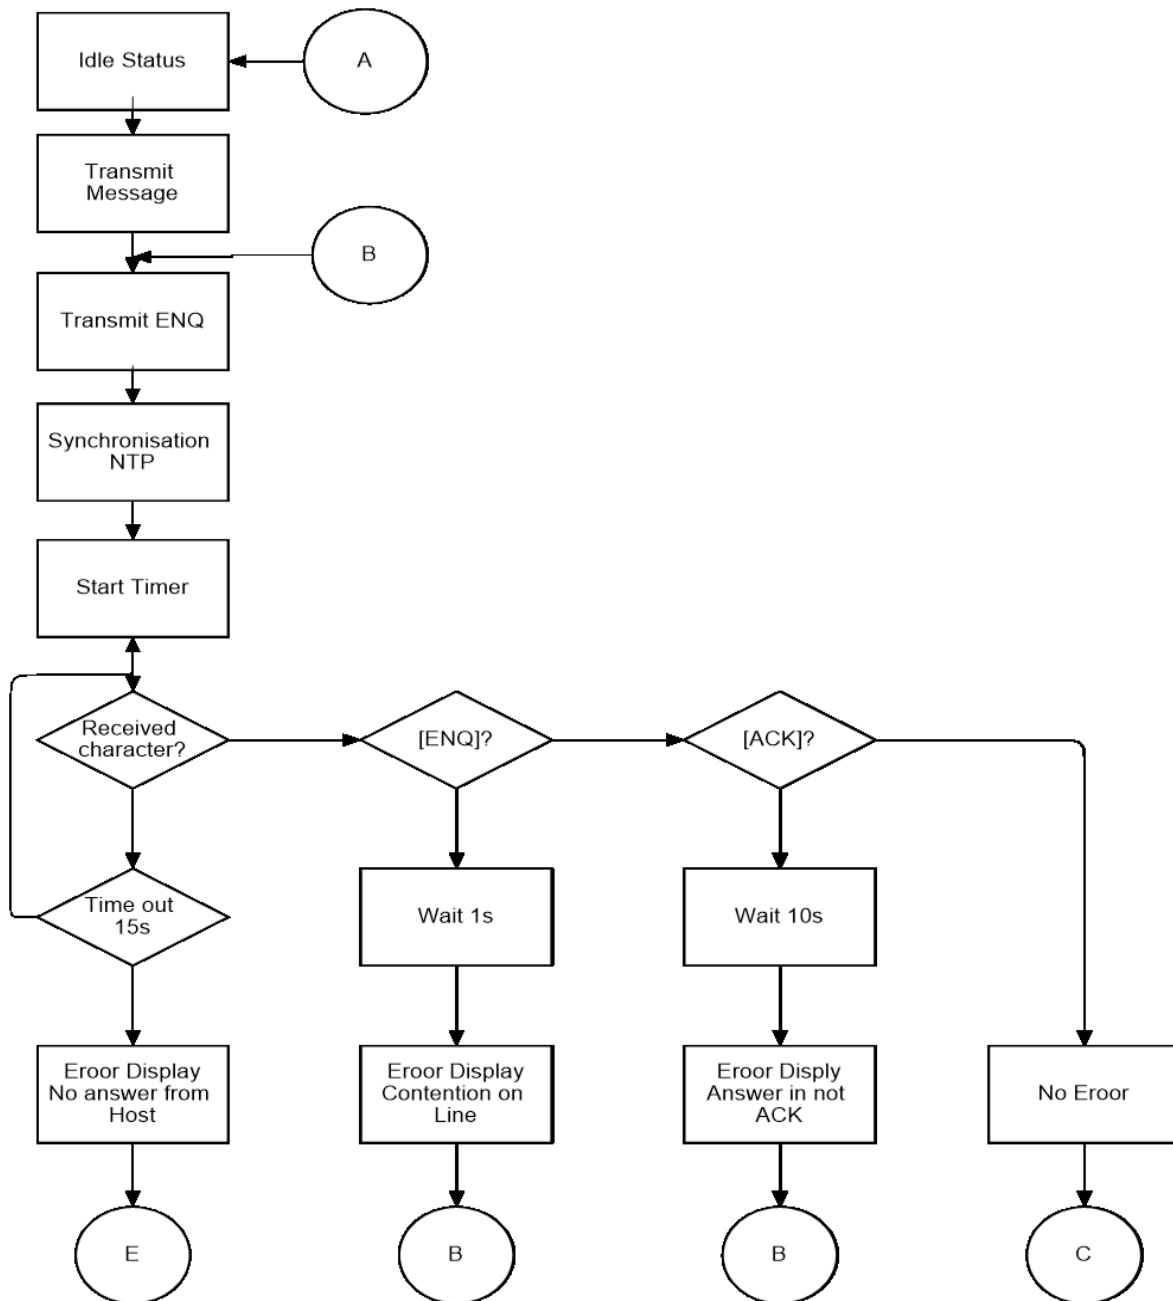 Idle Status
A
Transmit
Message
B
Transmit ENQ
Synchronisation
NTP
Start Timer
Received
character?
[ENQ]?
[ACK]?
Time out
15s
Wait 1s
Wait 10s
Eroor Display
No answer from
Host
Eroor Display
Contention on
Line
Eroor Disply
Answer in not
ACK
No Eroor
E
B
B
C